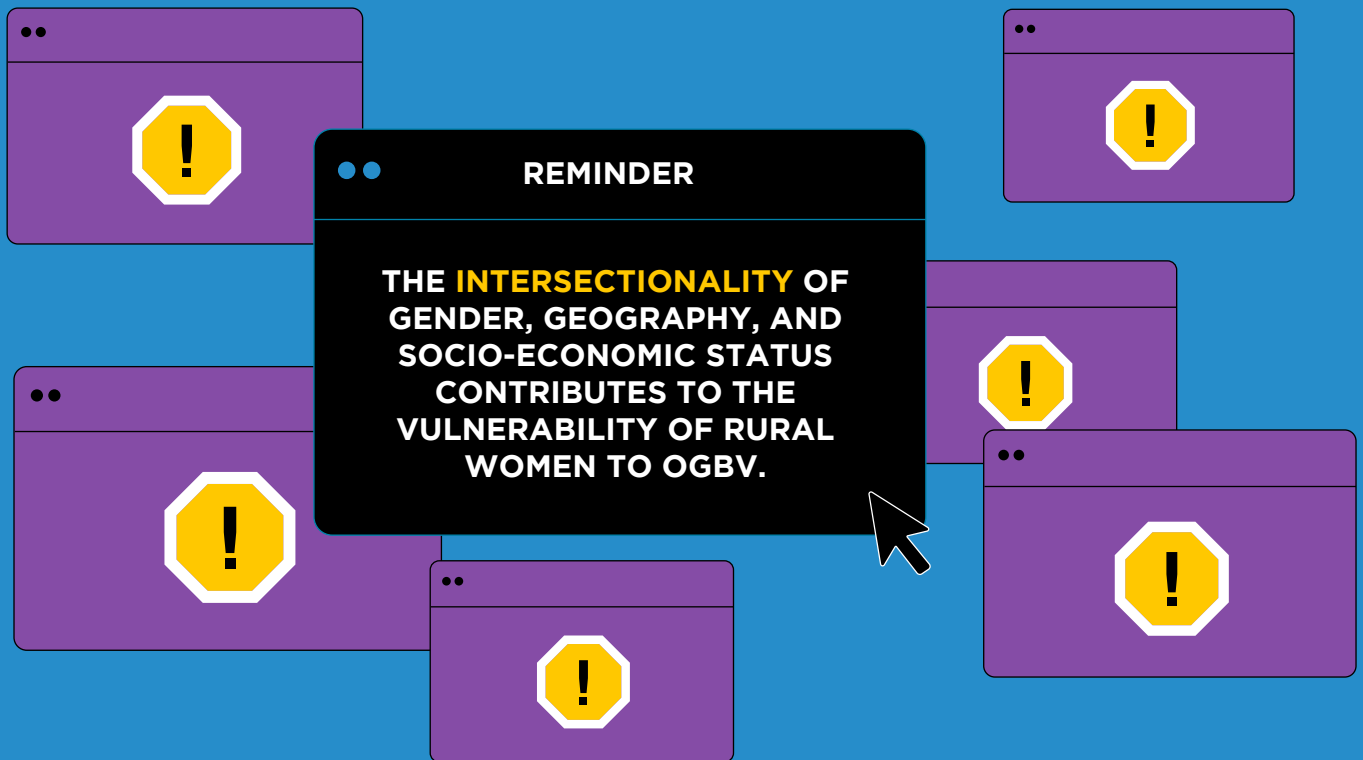 REMINDER
THE INTERSECTIONALITY OF
GENDER, GEOGRAPHY, AND
SOCIO-ECONOMIC STATUS
CONTRIBUTES TO THE
VULNERABILITY OF RURAL
WOMEN TO OGBV.
!
!
!
!
!
!